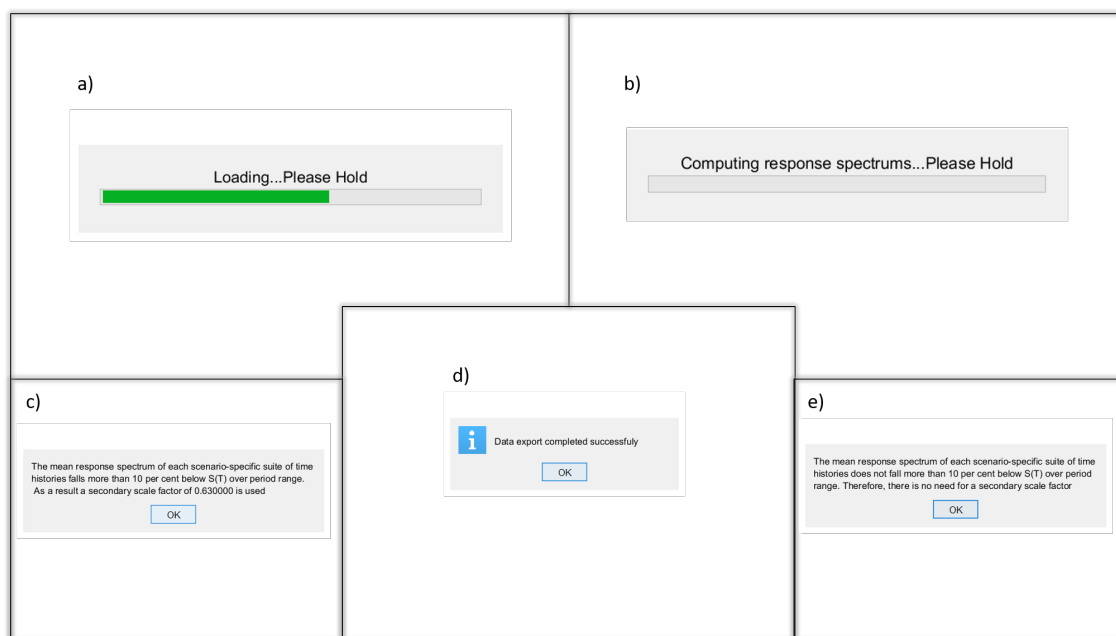 a)
Loading...Please Hold
b)
Computing response spectrums...Please Hold
c)
The mean response spectrum of each scenario-specific suite of time
histories falls more than 10 per cent below S(T) over period range.
As a result a secondary scale factor of 0.630000 is used
OK
d)
Data export completed successfuly
OK
e)
The mean response spectrum of each scenario-specific suite of time
histories does not fall more than 10 per cent below S(T) over period
range. Therefore, there is no need for a secondary scale factor
OK